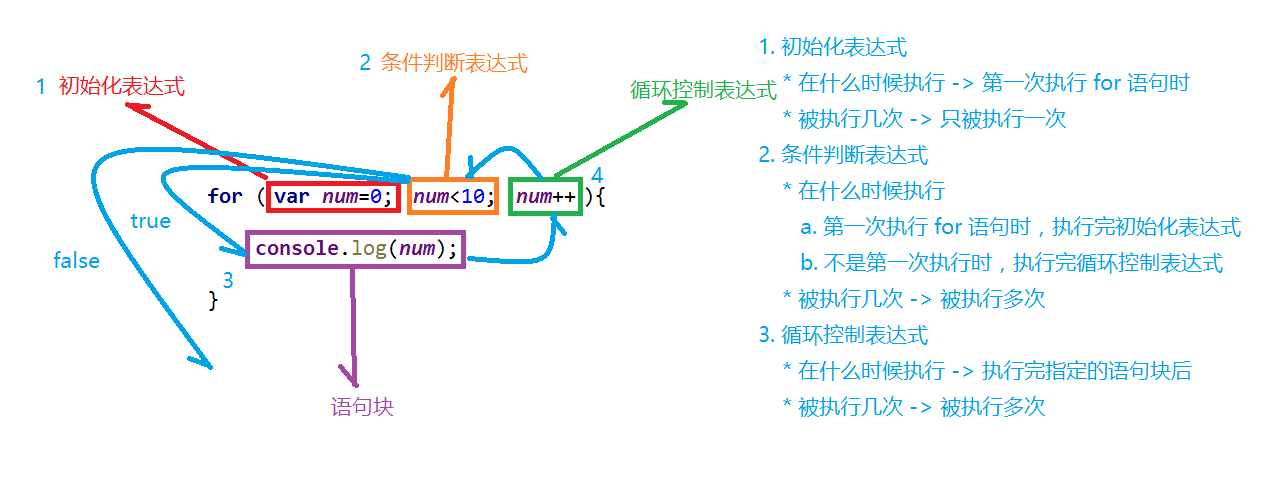 2 条件判断表达式
1 初始化表达式
循环控制表达式
4
for ( var num=0; num<10; num++ ){
true
console.log(num);
false
3
}
语句块
1. 初始化表达式
* 在什么时候执行 -> 第一次执行 for 语句时
* 被执行几次 -> 只被执行一次
2. 条件判断表达式
* 在什么时候执行
a. 第一次执行 for 语句时，执行完初始化表达式
b. 不是第一次执行时，执行完循环控制表达式
* 被执行几次 -> 被执行多次
3. 循环控制表达式
* 在什么时候执行 -> 执行完指定的语句块后
* 被执行几次 -> 被执行多次